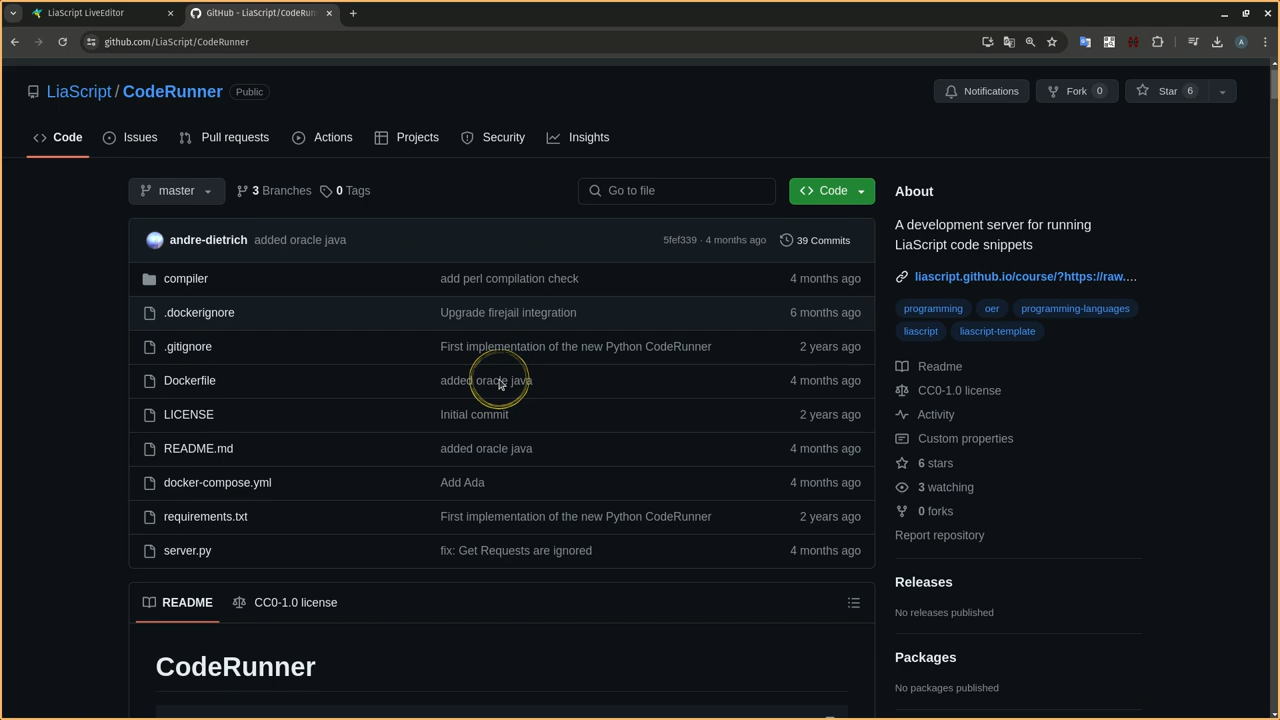 LiaScript LiveEditor
GitHub - LiaScript/CodeRun
github.com/LiaScript/CodeRunner
A
LiaScript / CodeRunner Public
Notifications
Fork 0
Star 6
Code
Issues
Pull requests
Actions
Projects
Security
Insights
master
3 Branches
0 Tags
Go to file
Code
andre-dietrich added oracle java 5fef339 · 4 months ago 39 Commits
compiler add perl compilation check 4 months ago
.dockerignore Upgrade firejail integration 6 months ago
.gitignore First implementation of the new Python CodeRunner 2 years ago
Dockerfile added oracle java 4 months ago
LICENSE Initial commit 2 years ago
README.md added oracle java 4 months ago
docker-compose.yml Add Ada 4 months ago
requirements.txt First implementation of the new Python CodeRunner 2 years ago
server.py fix: Get Requests are ignored 4 months ago
README
CC0-1.0 license
CodeRunner
About
A development server for running
LiaScript code snippets
liascript.github.io/course/?https://raw.…
programming oer programming-languages
liascript liascript-template
Readme
CC0-1.0 license
Activity
Custom properties
6 stars
3 watching
0 forks
Report repository
Releases
No releases published
Packages
No packages published